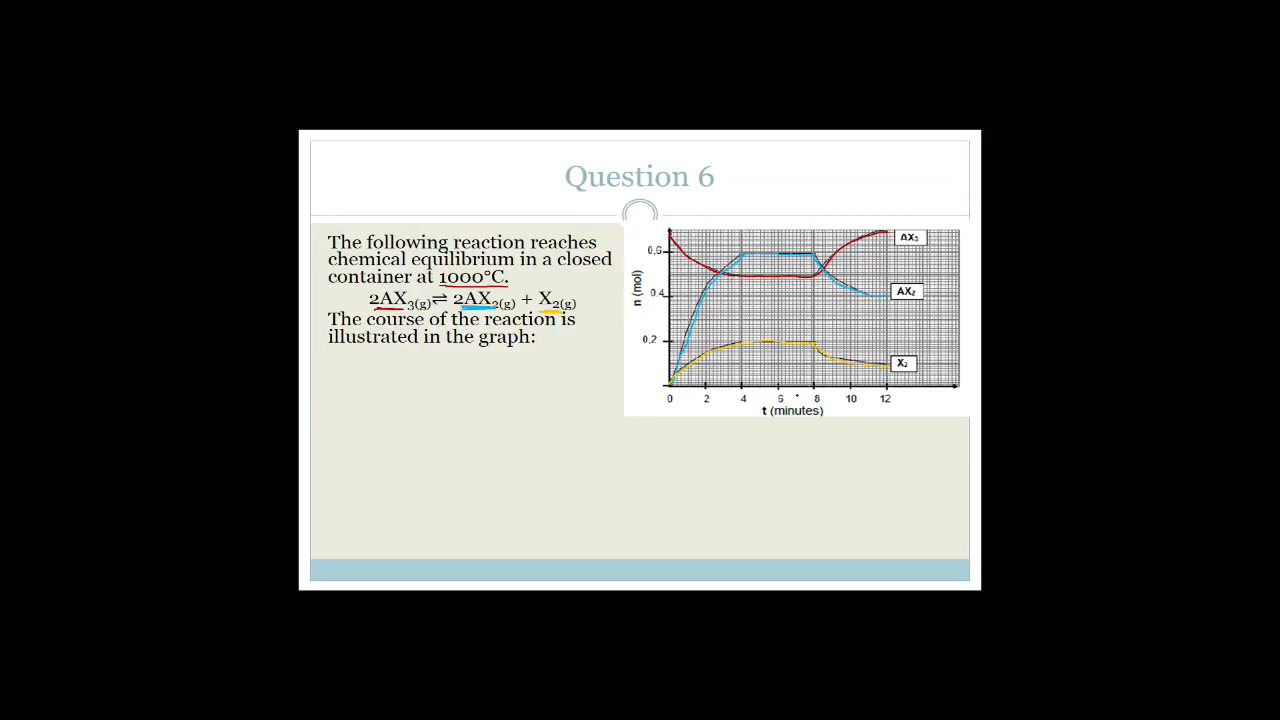 Question 6
The following reaction reaches
chemical equilibrium in a closed
container at 1000°C.
2AX₃(g)⇌ 2AX₂(g) + X₂(g)
The course of the reaction is
illustrated in the graph:
n (mol)
0,6
0,4
0,2
AX₃
AX₂
X₂
0 2 4 6 8 10 12
t (minutes)